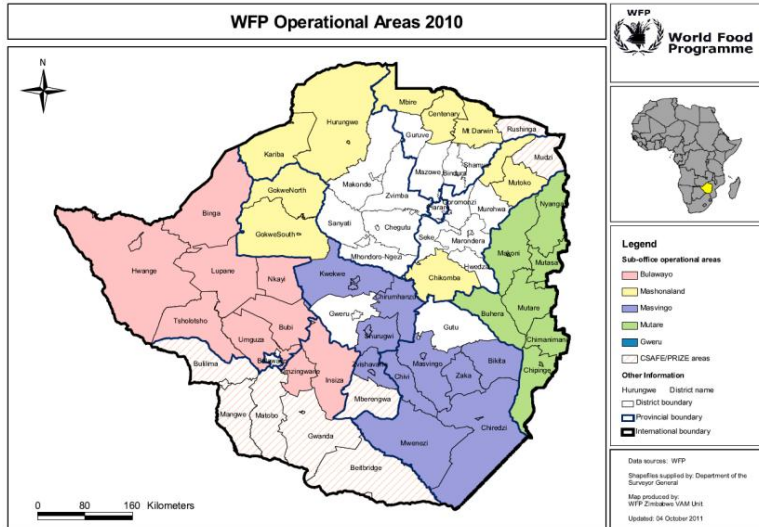 WFP Operational Areas 2010
WFP
World Food
Programme
N
Mbire
Centenary
Mt Darwin
Rushinga
Hurungwe
Guruve
Kariba
Mazowe
Bindura
Mudzi
Makonde
Mutoko
GokweNorth
Zvimba
Murehwa
Nyanga
Binga
Sanyati
Chegutu
Seke
Marondera
GokweSouth
Makoni
Mutasa
Mhondoro-Ngezi
Hwedza
Hwange
Lupane
Nkayi
Kwekwe
Chikomba
Chirumhanzu
Buhera
Mutare
Gweru
Gutu
Tsholotsho
Umguza
Bubi
Shurugwi
Chimanimani
Masvingo
Bikita
Bulilima
Zvishavane
Chivi
Zaka
Chipinge
Insiza
Mberengwa
Mangwe
Matobo
Gwanda
Mwenezi
Chiredzi
Beitbridge
0 80 160 Kilometers
Legend
Sub-office operational areas
Bulawayo
Mashonaland
Masvingo
Mutare
Gweru
CSAFE/PRIZE areas
Other Information
Hurungwe District name
District boundary
Provincial boundary
International boundary
Data sources: WFP
Shapefiles supplied by: Department of the
Surveyor General
Map produced by:
WFP Zimbabwe VAM Unit
Updated: 04 October 2011